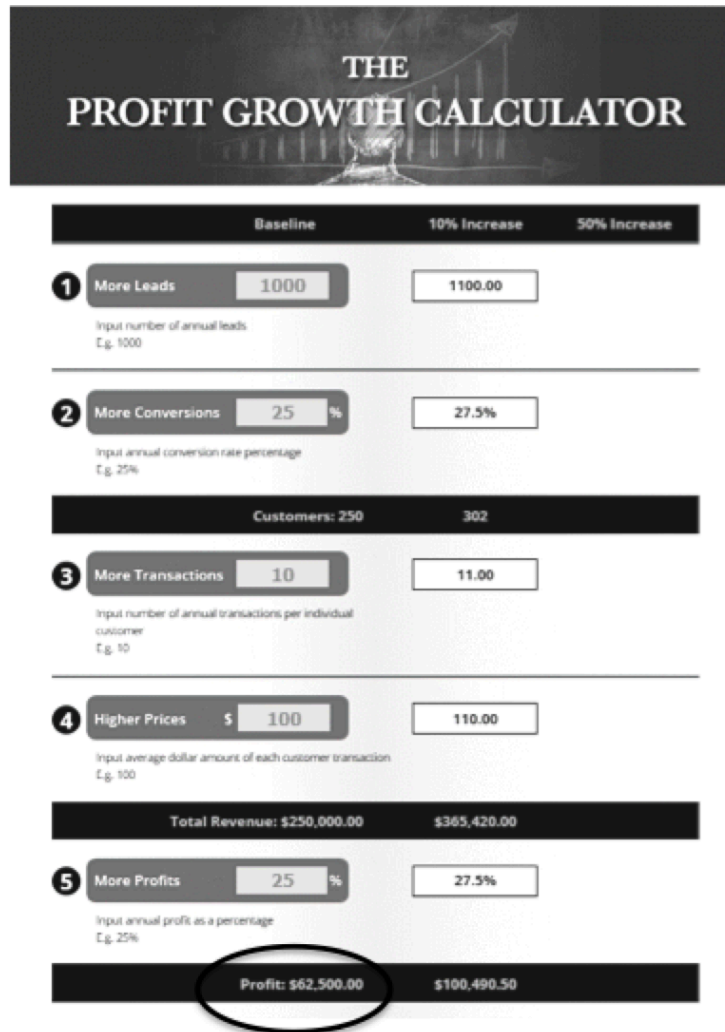 THE
PROFIT GROWTH CALCULATOR
Baseline 10% Increase 50% Increase
1 More Leads 1000 1100.00
Input number of annual leads
E.g. 1000
2 More Conversions 25 % 27.5%
Input annual conversion rate percentage
E.g. 25%
Customers: 250 302
3 More Transactions 10 11.00
Input number of annual transactions per individual
customer
E.g. 10
4 Higher Prices $ 100 110.00
Input average dollar amount of each customer transaction
E.g. 100
Total Revenue: $250,000.00 $365,420.00
5 More Profits 25 % 27.5%
Input annual profit as a percentage
E.g. 25%
Profit: $62,500.00 $100,490.50